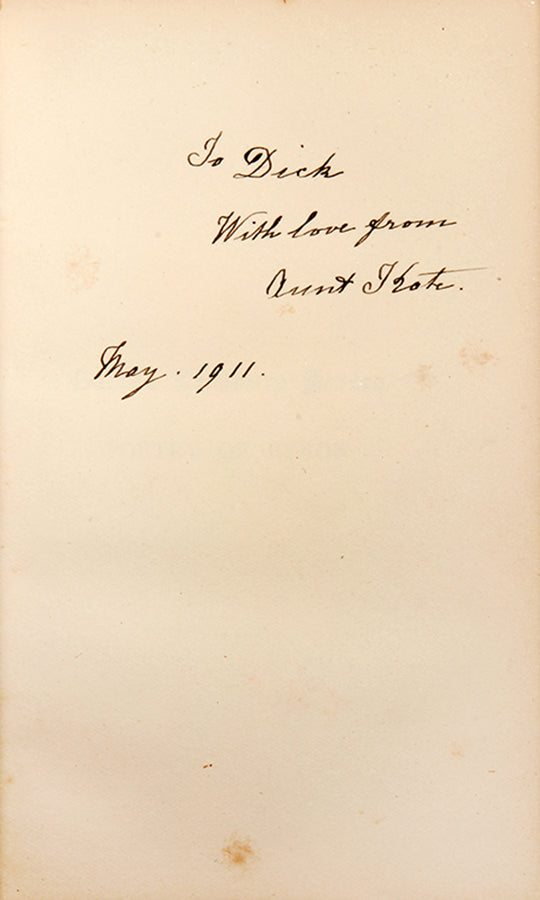 To Dick
With love from
Aunt Kate.
May. 1911.